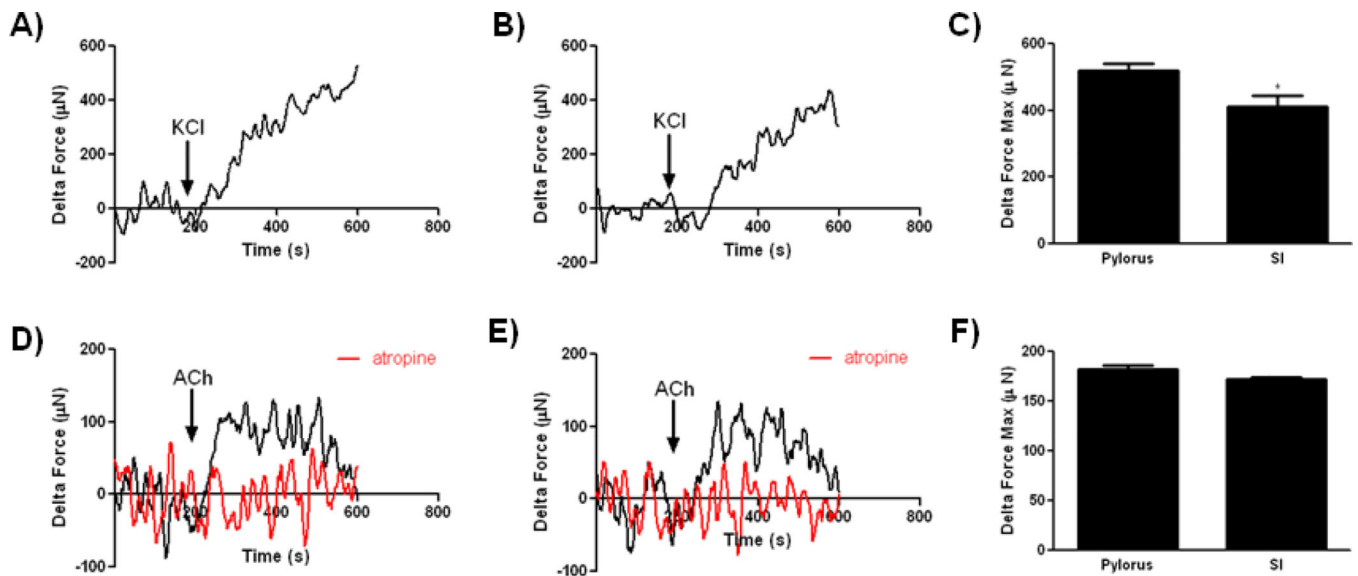 A)
600
400
200
0
-200
Delta Force (µN)
KCl
200
400
600
800
Time (s)
B)
600
400
200
0
-200
Delta Force (µN)
KCl
200
400
600
800
Time (s)
C)
600
400
200
0
Delta Force Max (µ N)
*
Pylorus
SI
D)
200
100
0
-100
Delta Force (µN)
ACh
atropine
200
400
600
800
Time (s)
E)
200
100
0
-100
Delta Force (µN)
ACh
atropine
200
400
600
800
Time (s)
F)
200
150
100
50
0
Delta Force Max (µ N)
Pylorus
SI